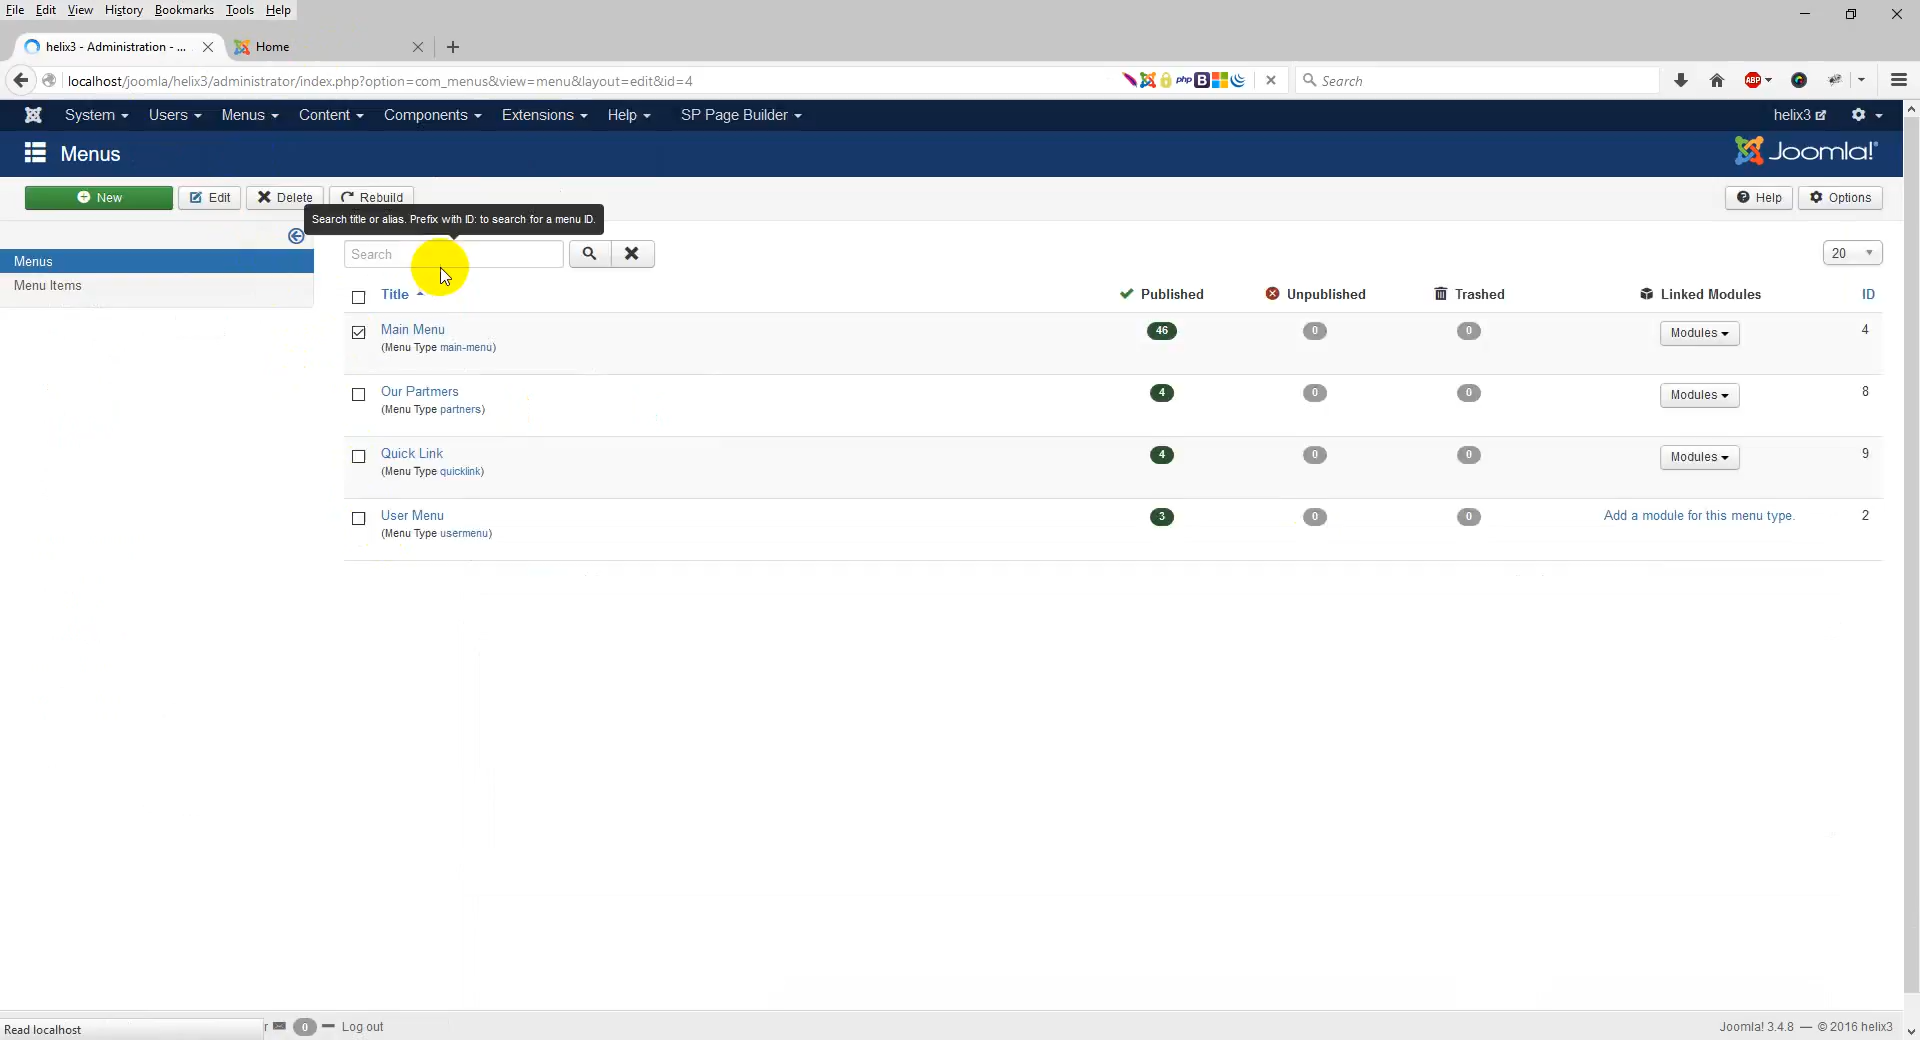 File Edit View History Bookmarks Tools Help
helix3 - Administration - ... Home
localhost/joomla/helix3/administrator/index.php?option=com_menus&view=menu&layout=edit&id=4 php B Search ABP
System Users Menus Content Components Extensions Help SP Page Builder helix3
Menus Joomla!®
New Edit Delete Rebuild Help Options
Search title or alias. Prefix with ID: to search for a menu ID.
Search 20
Menus
Menu Items
Title Published Unpublished Trashed Linked Modules ID
Main Menu 46 0 0 Modules 4
(Menu Type main-menu)
Our Partners 4 0 0 Modules 8
(Menu Type partners)
Quick Link 4 0 0 Modules 9
(Menu Type quicklink)
User Menu 3 0 0 Add a module for this menu type. 2
(Menu Type usermenu)
Read localhost r 0 Log out Joomla! 3.4.8 — © 2016 helix3